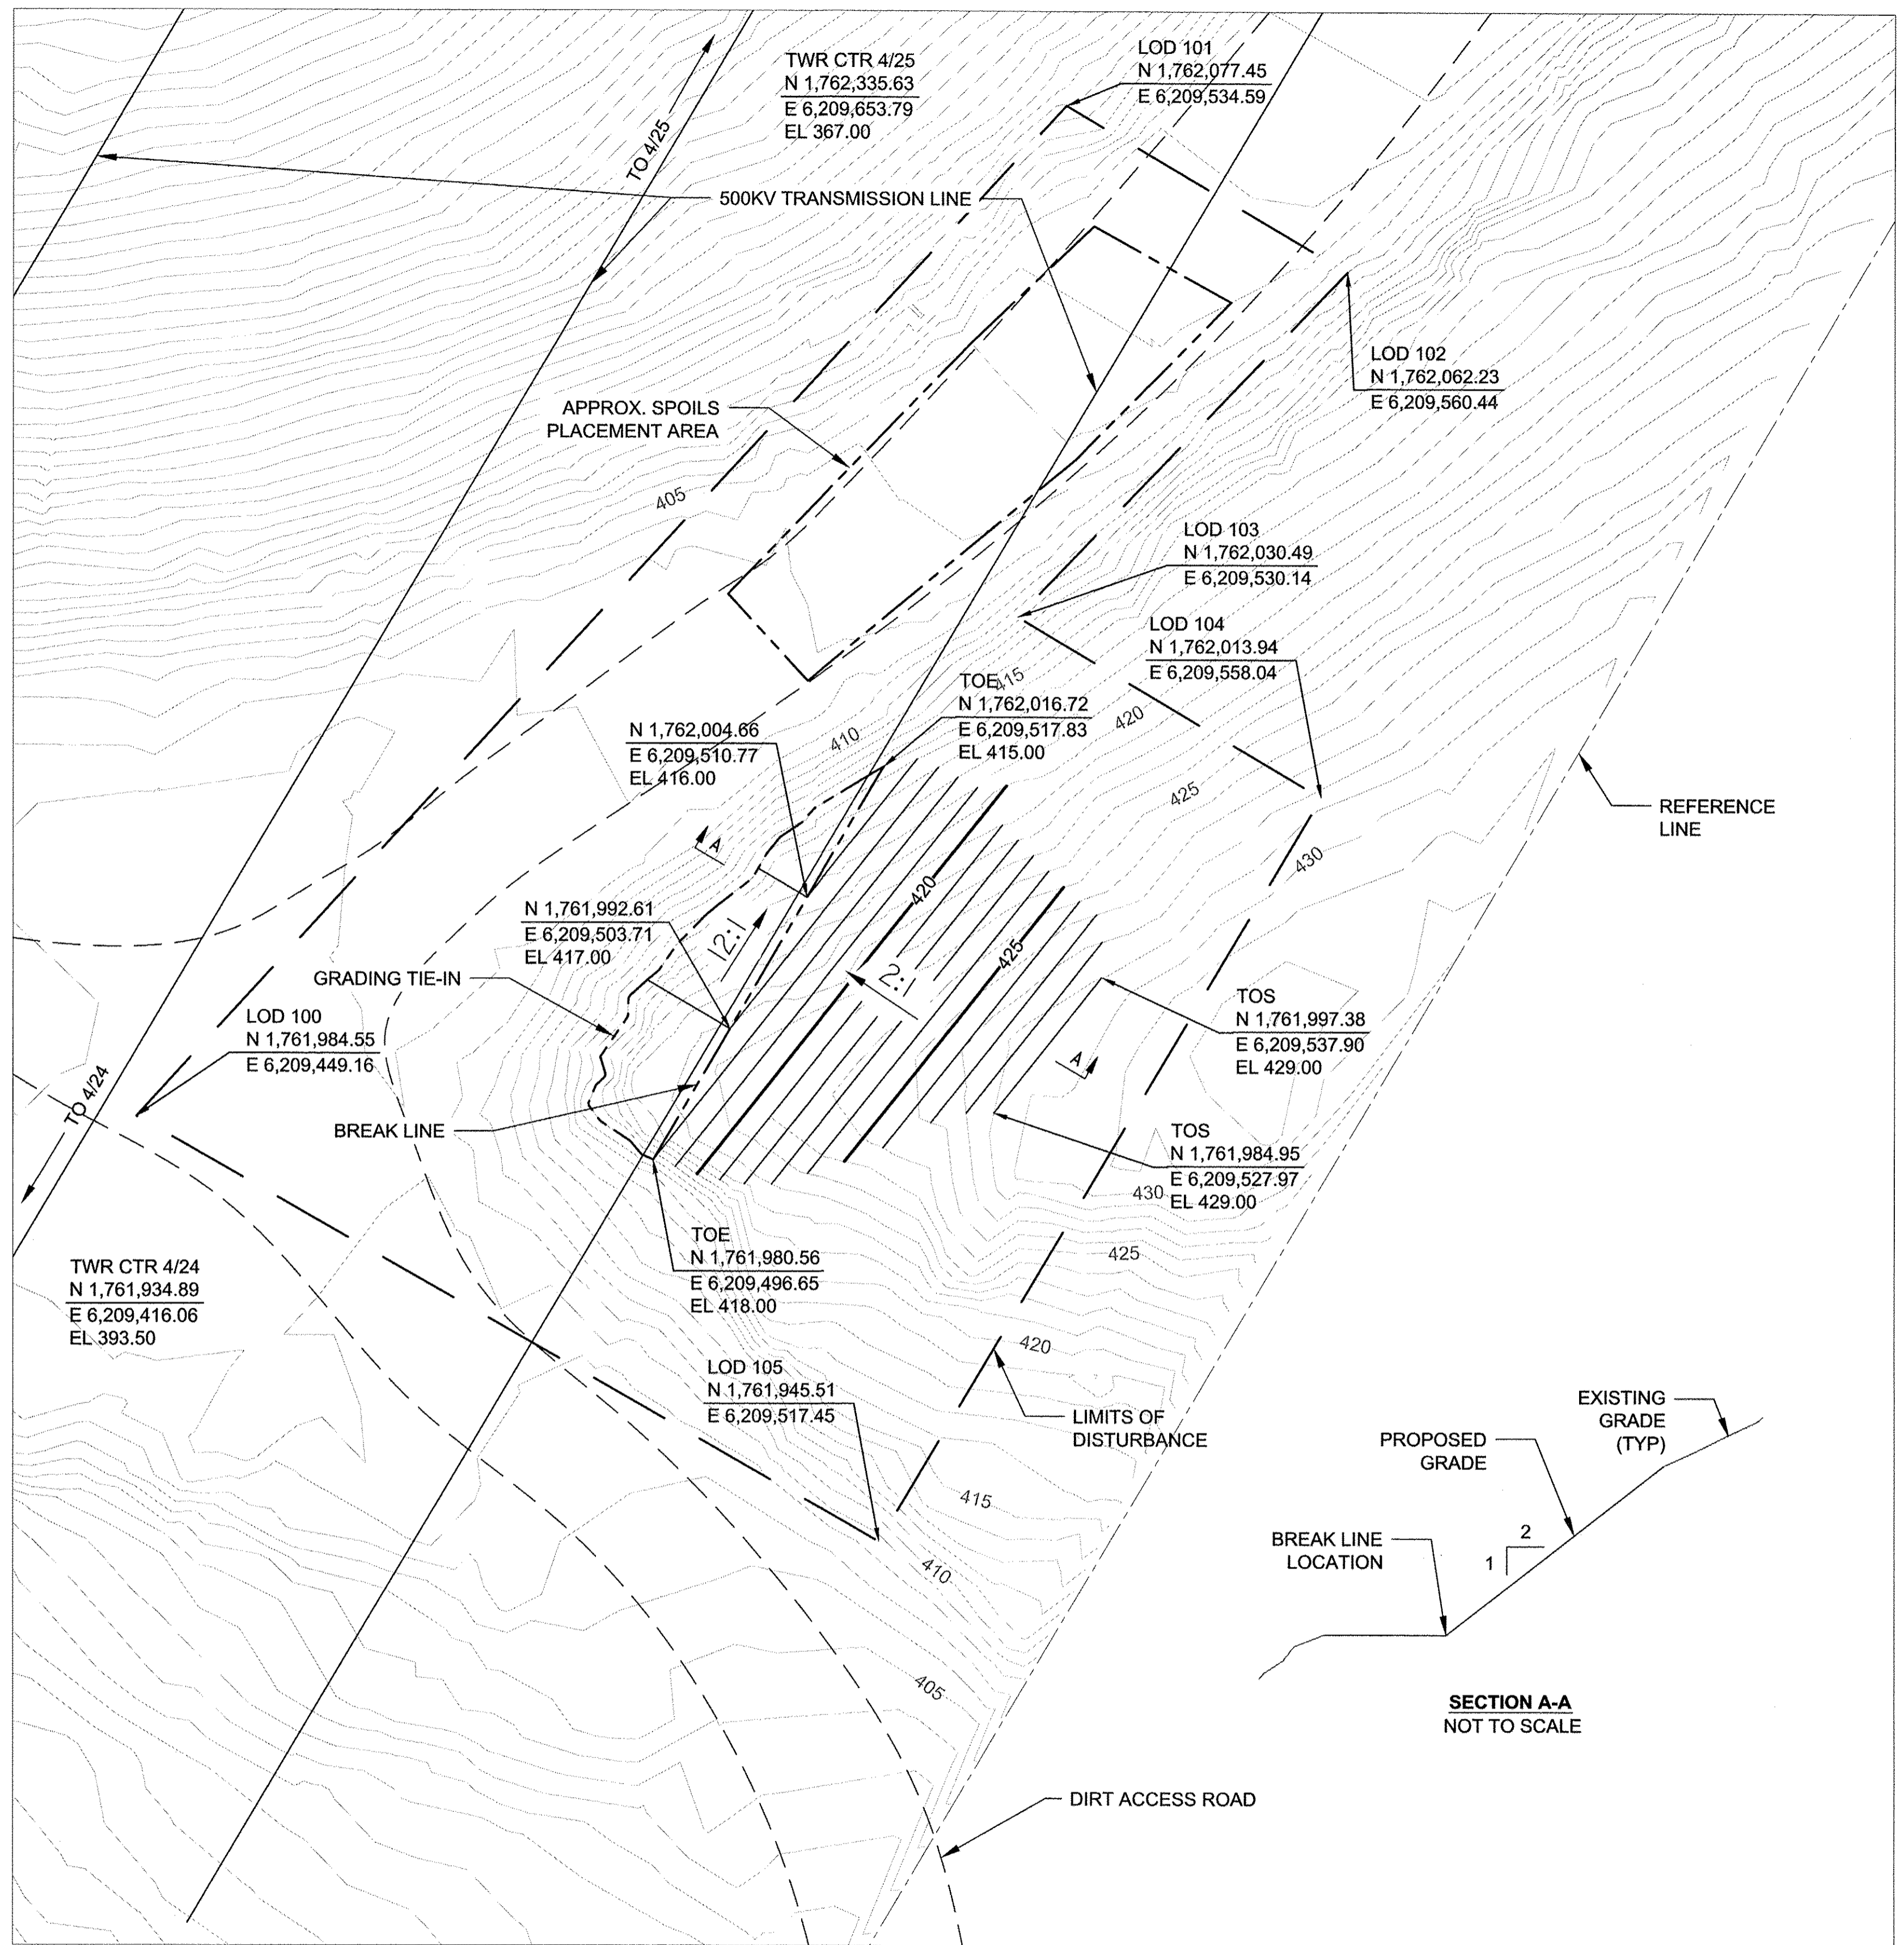 TWR CTR 4/25
N 1,762,335.63
E 6,209,653.79
EL 367.00
LOD 101
N 1,762,077.45
E 6,209,534.59
TO 4/25
500KV TRANSMISSION LINE
LOD 102
N 1,762,062.23
E 6,209,560.44
APPROX. SPOILS
PLACEMENT AREA
405
LOD 103
N 1,762,030.49
E 6,209,530.14
LOD 104
N 1,762,013.94
E 6,209,558.04
TOE
N 1,762,016.72
E 6,209,517.83
EL 415.00
415
420
410
N 1,762,004.66
E 6,209,510.77
EL 416.00
425
REFERENCE
LINE
430
A
420
N 1,761,992.61
E 6,209,503.71
EL 417.00
12:1
425
2:1
GRADING TIE-IN
LOD 100
N 1,761,984.55
E 6,209,449.16
TOS
N 1,761,997.38
E 6,209,537.90
EL 429.00
A
TO 4/24
BREAK LINE
TOS
N 1,761,984.95
E 6,209,527.97
EL 429.00
430
TOE
N 1,761,980.56
E 6,209,496.65
EL 418.00
425
TWR CTR 4/24
N 1,761,934.89
E 6,209,416.06
EL 393.50
420
LOD 105
N 1,761,945.51
E 6,209,517.45
LIMITS OF
DISTURBANCE
415
410
405
EXISTING
GRADE
(TYP)
PROPOSED
GRADE
BREAK LINE
LOCATION
2
1
SECTION A-A
NOT TO SCALE
DIRT ACCESS ROAD